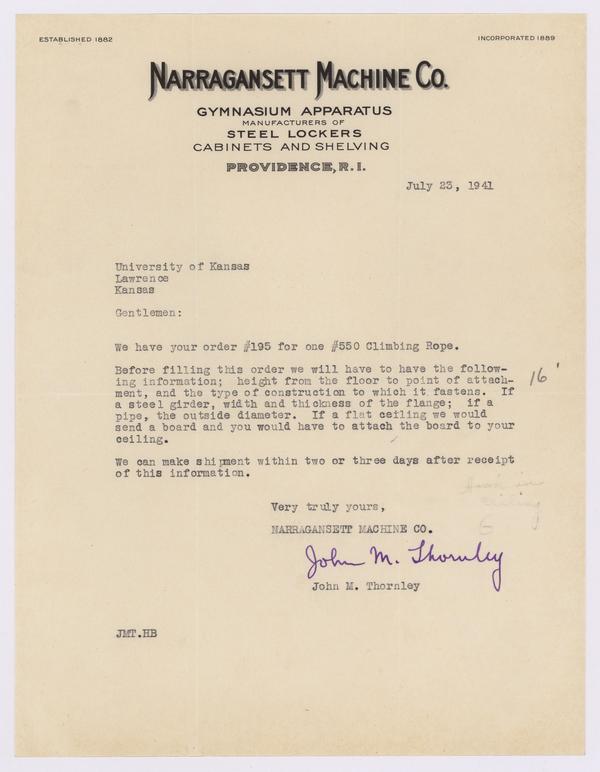 ESTABLISHED 1882
INCORPORATED 1889
NARRAGANSETT MACHINE CO.
GYMNASIUM APPARATUS
MANUFACTURERS OF
STEEL LOCKERS
CABINETS AND SHELVING
PROVIDENCE, R.I.
July 23, 1941
University of Kansas
Lawrence
Kansas
Gentlemen:
We have your order #195 for one #550 Climbing Rope.
Before filling this order we will have to have the follow-
ing information; height from the floor to point of attach-
ment, and the type of construction to which it fastens. If
a steel girder, width and thickness of the flange; if a
pipe, the outside diameter. If a flat ceiling we would
send a board and you would have to attach the board to your
ceiling.
16'
We can make shipment within two or three days after receipt
of this information.
Hook in
ceiling
Very truly yours,
NARRAGANSETT MACHINE CO.
John M. Thornley
John M. Thornley
JMT.HB